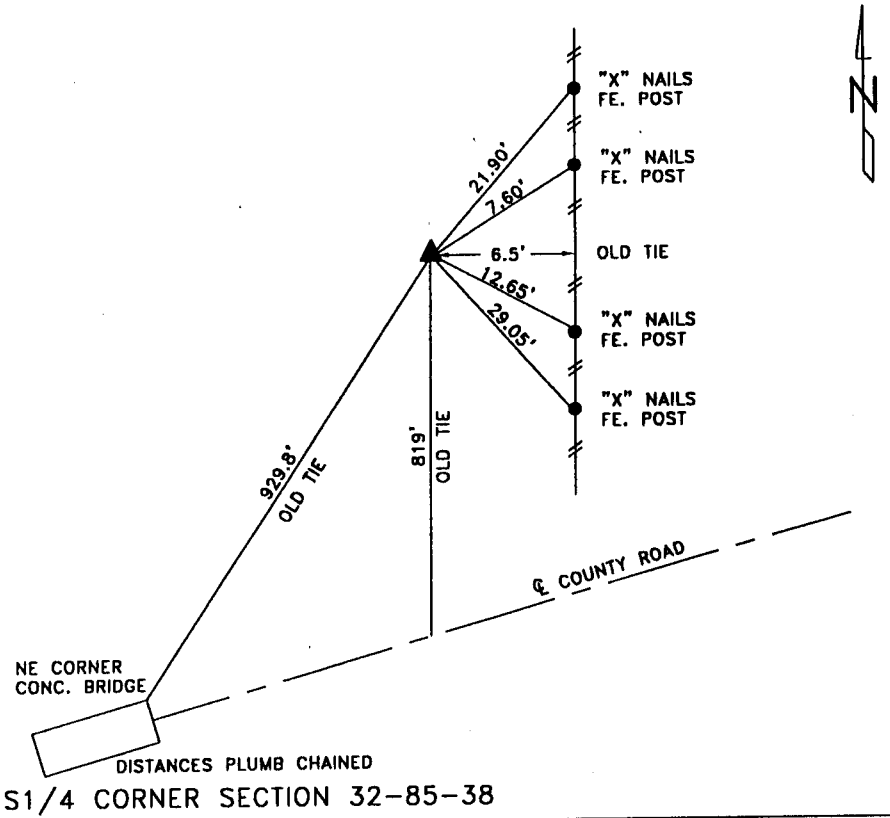 "X" NAILS
FE. POST
N
21.90'
"X" NAILS
FE. POST
7.60'
6.5'
OLD TIE
12.65'
29.05'
"X" NAILS
FE. POST
"X" NAILS
FE. POST
819'
OLD TIE
929.8'
OLD TIE
℄ COUNTY ROAD
NE CORNER
CONC. BRIDGE
DISTANCES PLUMB CHAINED
S1/4 CORNER SECTION 32-85-38